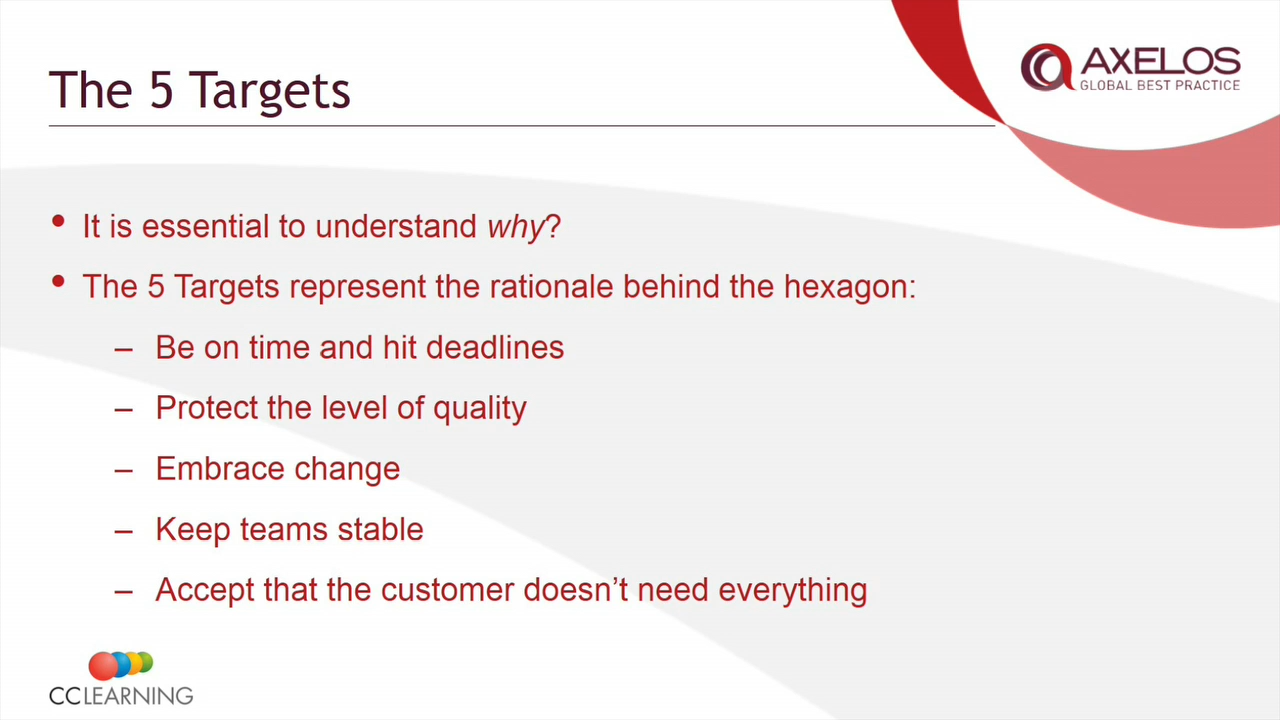 The 5 Targets
AXELOS
GLOBAL BEST PRACTICE
• It is essential to understand why?
• The 5 Targets represent the rationale behind the hexagon:
– Be on time and hit deadlines
– Protect the level of quality
– Embrace change
– Keep teams stable
– Accept that the customer doesn’t need everything
CCLEARNING